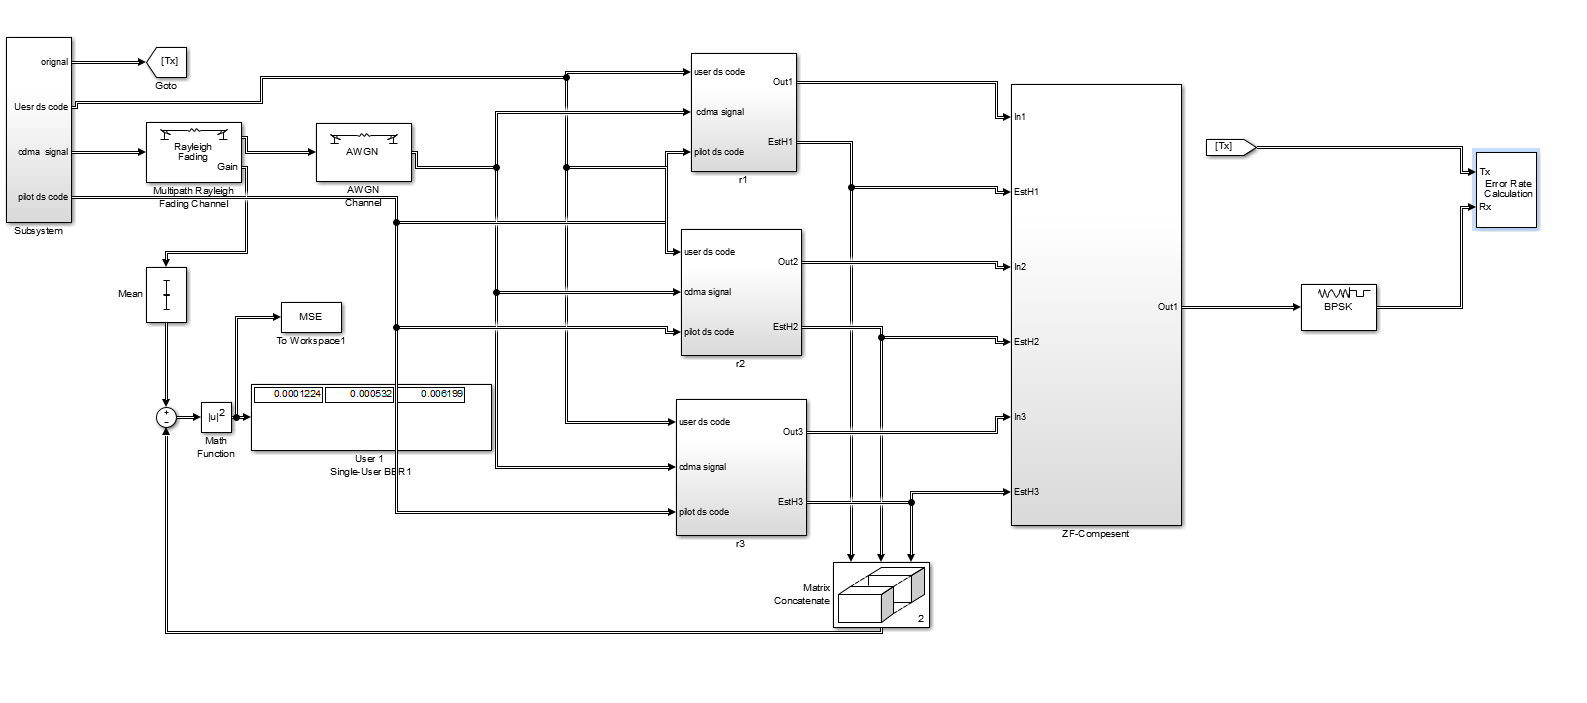 orignal
Uesr ds code
cdma signal
pilot ds code
Subsystem
[Tx]
Goto
Rayleigh
Fading
Gain
Multipath Rayleigh
Fading Channel
AWGN
AWGN
Channel
Mean
MSE
To Workspace1
+
−
|u|2
Math
Function
0.0001224
0.000532
0.006199
User 1
Single-User BER1
user ds code
cdma signal
pilot ds code
Out1
EstH1
r1
user ds code
cdma signal
pilot ds code
Out2
EstH2
r2
user ds code
cdma signal
pilot ds code
Out3
EstH3
r3
Matrix
Concatenate
2
In1
EstH1
In2
EstH2
In3
EstH3
Out1
ZF-Compesent
[Tx]
BPSK
Tx
Error Rate
Calculation
Rx